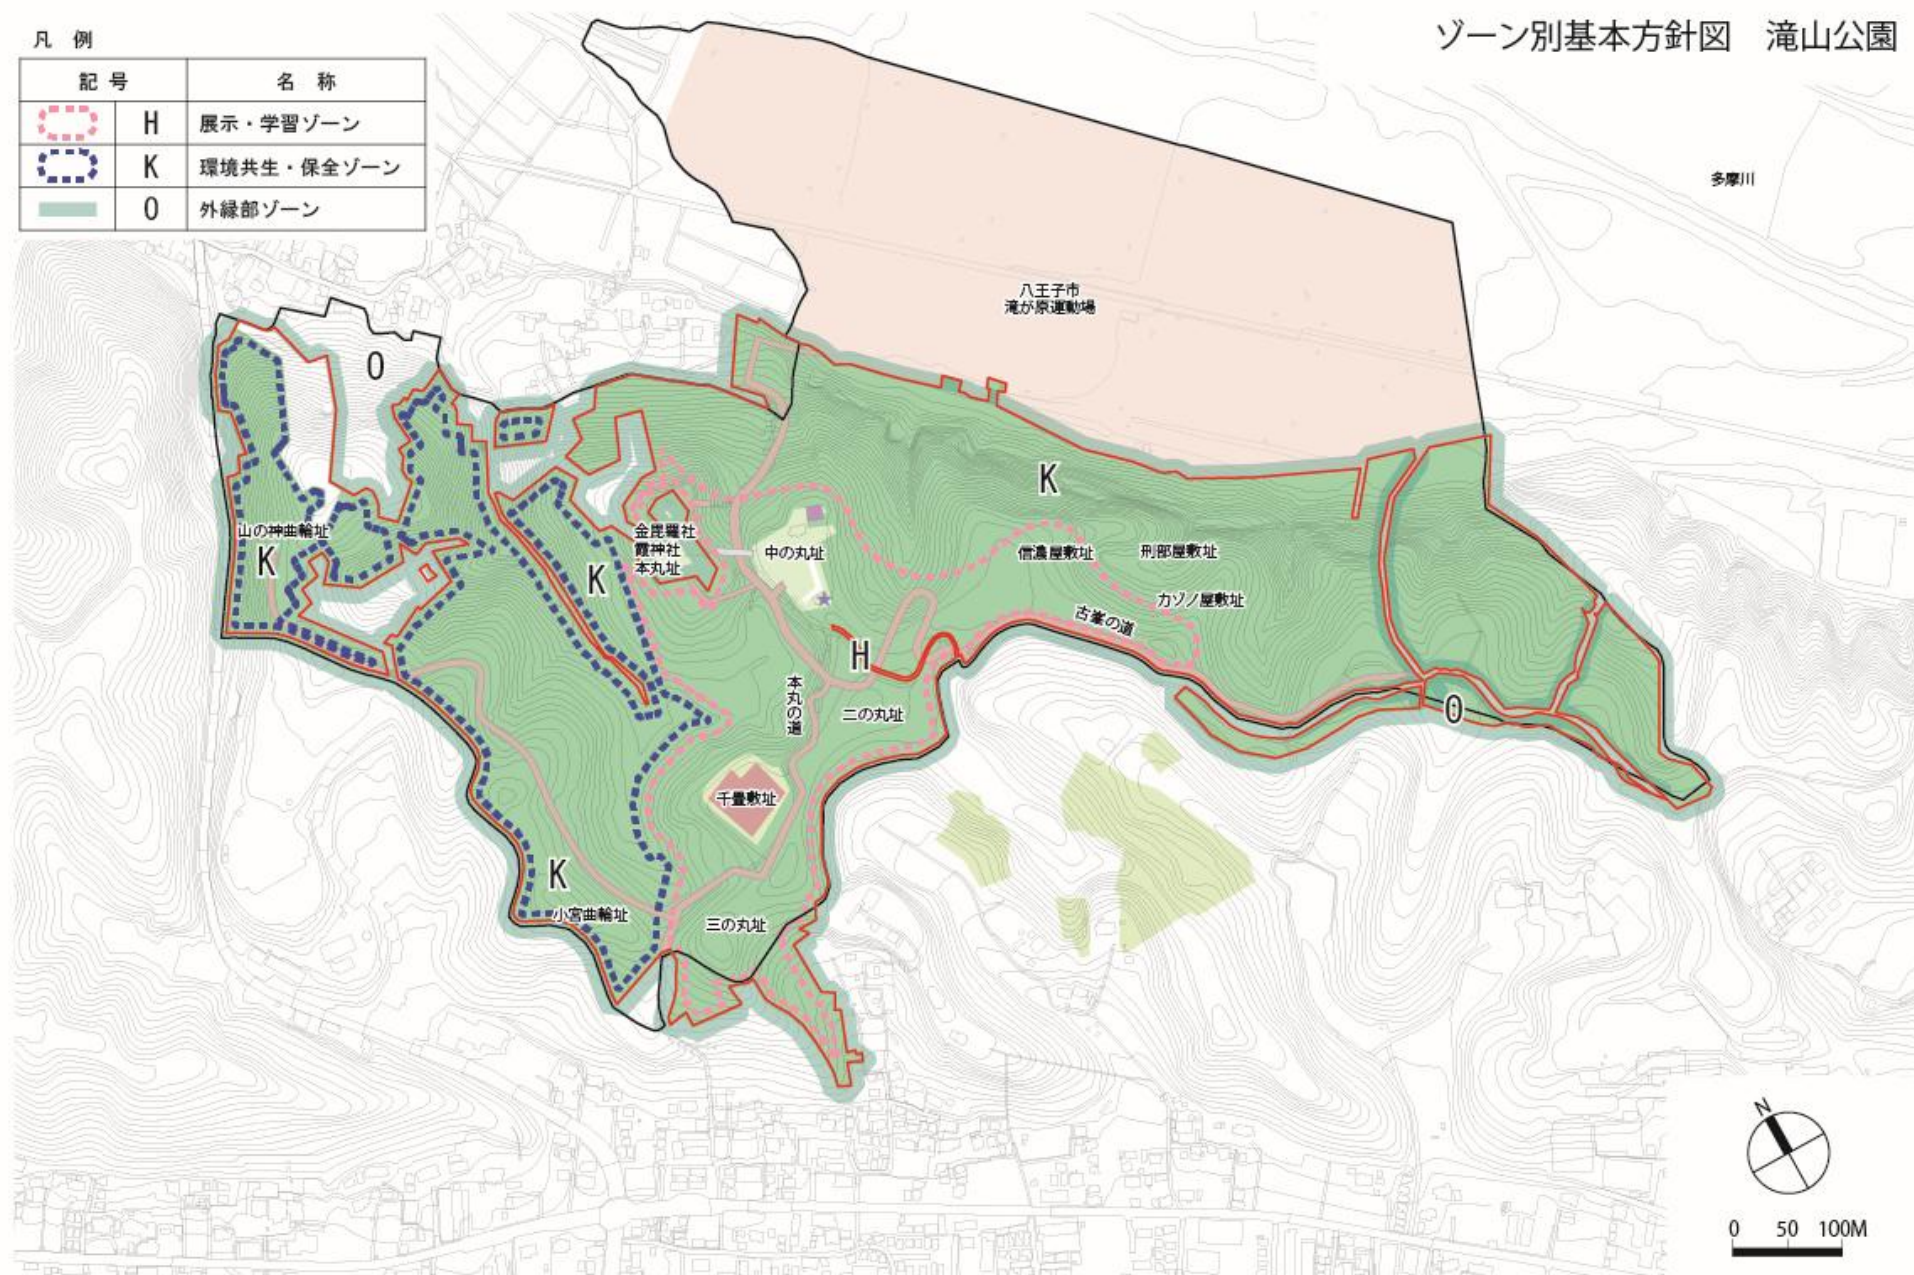 ゾーン別基本方針図 滝山公園
凡 例
記 号 名 称
H 展示・学習ゾーン
K 環境共生・保全ゾーン
O 外縁部ゾーン
多摩川
八王子市
滝が原運動場
O
K
山の神曲輪址
K
K
金毘羅社
霞神社
本丸址
中の丸址
信濃屋敷址
刑部屋敷址
カゾノ屋敷址
古峯の道
H
本丸の道
二の丸址
O
千畳敷址
K
小宮曲輪址
三の丸址
N
0 50 100M